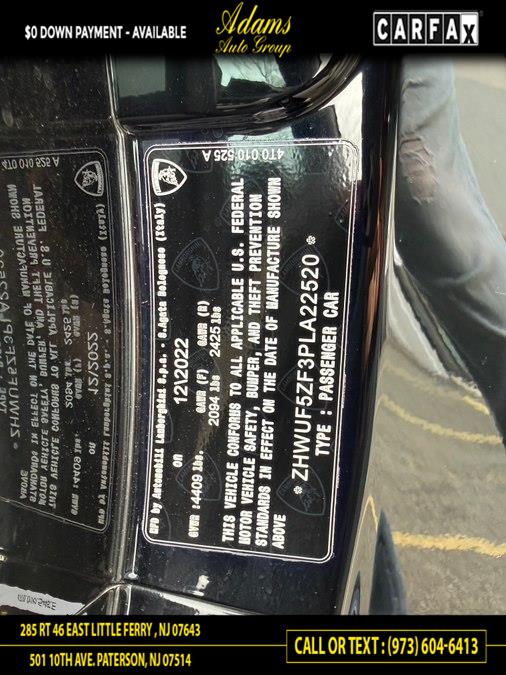 $0 DOWN PAYMENT - AVAILABLE
Adams
Auto Group
CARFAX
4T0 010 525 A
MFD by Automobili Lamborghini S.p.a. - S.Agata Bolognese (Italy)
ON 12\2022
GAWR (F) GAWR (R)
GVWR :4409 lbs. 2094 lbs 2425 lbs
THIS VEHICLE CONFORMS TO ALL APPLICABLE U.S. FEDERAL
MOTOR VEHICLE SAFETY, BUMPER, AND THEFT PREVENTION
STANDARDS IN EFFECT ON THE DATE OF MANUFACTURE SHOWN
ABOVE
* ZHWUF5ZF3PLA22520 *
TYPE : PASSENGER CAR
285 RT 46 EAST LITTLE FERRY , NJ 07643
501 10TH AVE. PATERSON, NJ 07514
CALL OR TEXT : (973) 604-6413